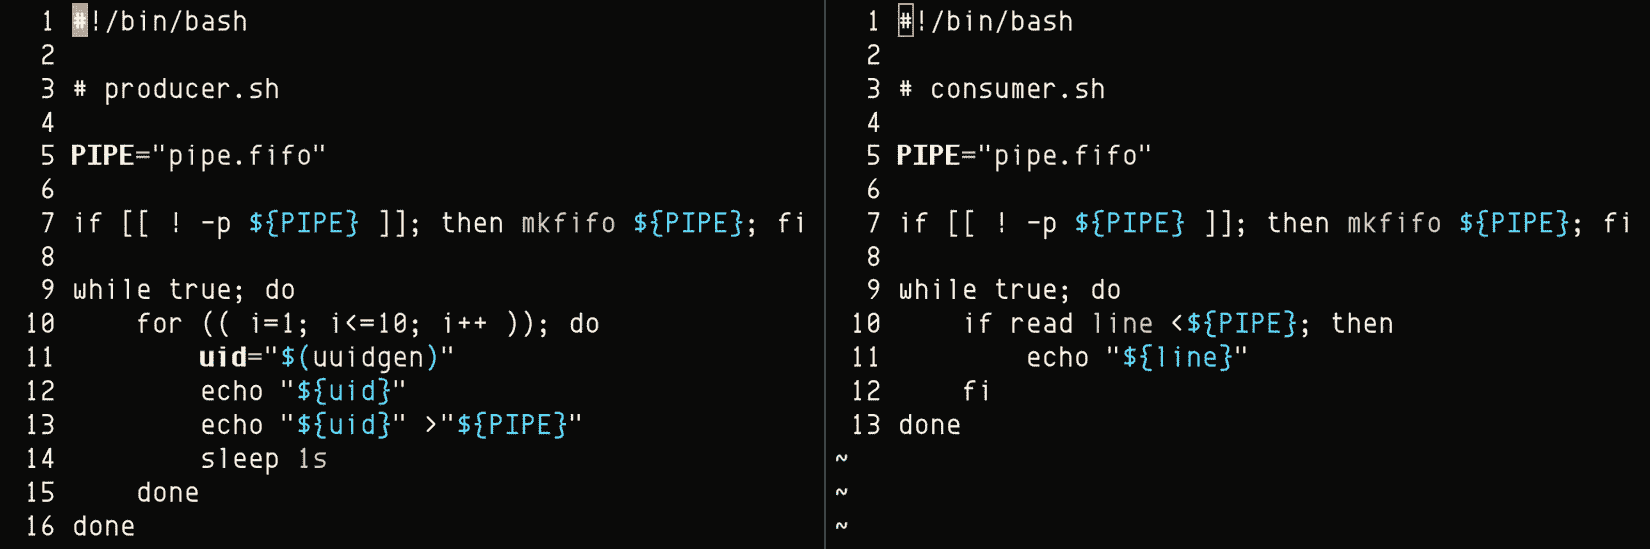 1 #!/bin/bash
2
3 # producer.sh
4
5 PIPE="pipe.fifo"
6
7 if [[ ! -p ${PIPE} ]]; then mkfifo ${PIPE}; fi
8
9 while true; do
10     for (( i=1; i<=10; i++ )); do
11         uid="$(uuidgen)"
12         echo "${uid}"
13         echo "${uid}" >"${PIPE}"
14         sleep 1s
15     done
16 done
1 #!/bin/bash
2
3 # consumer.sh
4
5 PIPE="pipe.fifo"
6
7 if [[ ! -p ${PIPE} ]]; then mkfifo ${PIPE}; fi
8
9 while true; do
10     if read line <${PIPE}; then
11         echo "${line}"
12     fi
13 done
~
~
~